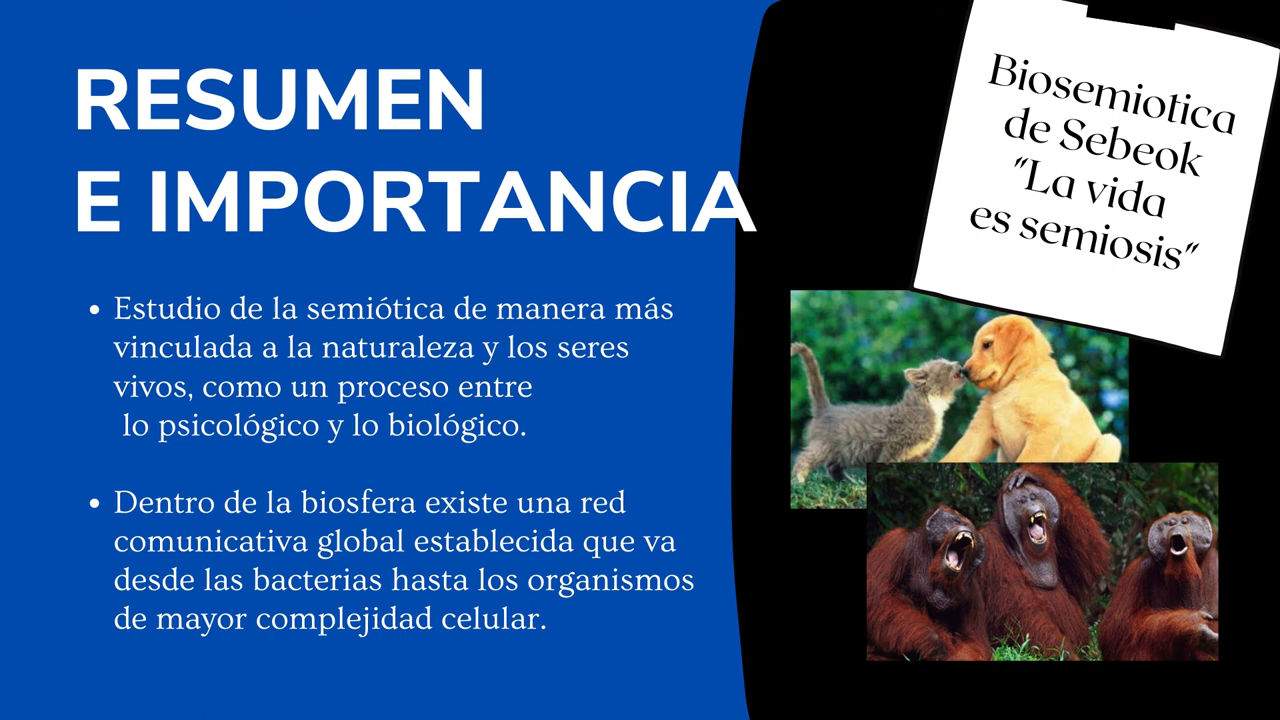 RESUMEN
E IMPORTANCIA
• Estudio de la semiótica de manera más
vinculada a la naturaleza y los seres
vivos, como un proceso entre
lo psicológico y lo biológico.
• Dentro de la biosfera existe una red
comunicativa global establecida que va
desde las bacterias hasta los organismos
de mayor complejidad celular.
Biosemiotica
de Sebeok
"La vida
es semiosis"